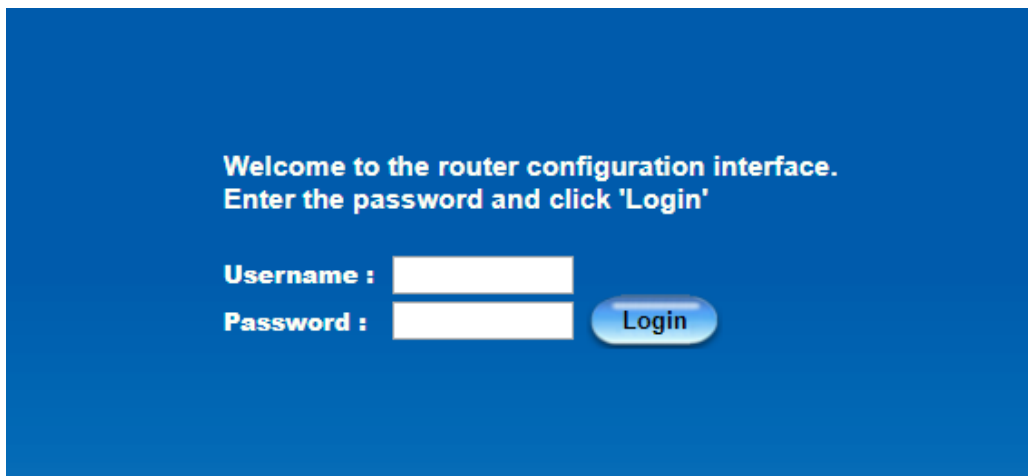 Welcome to the router configuration interface.
Enter the password and click 'Login'
Username :
Password :
Login